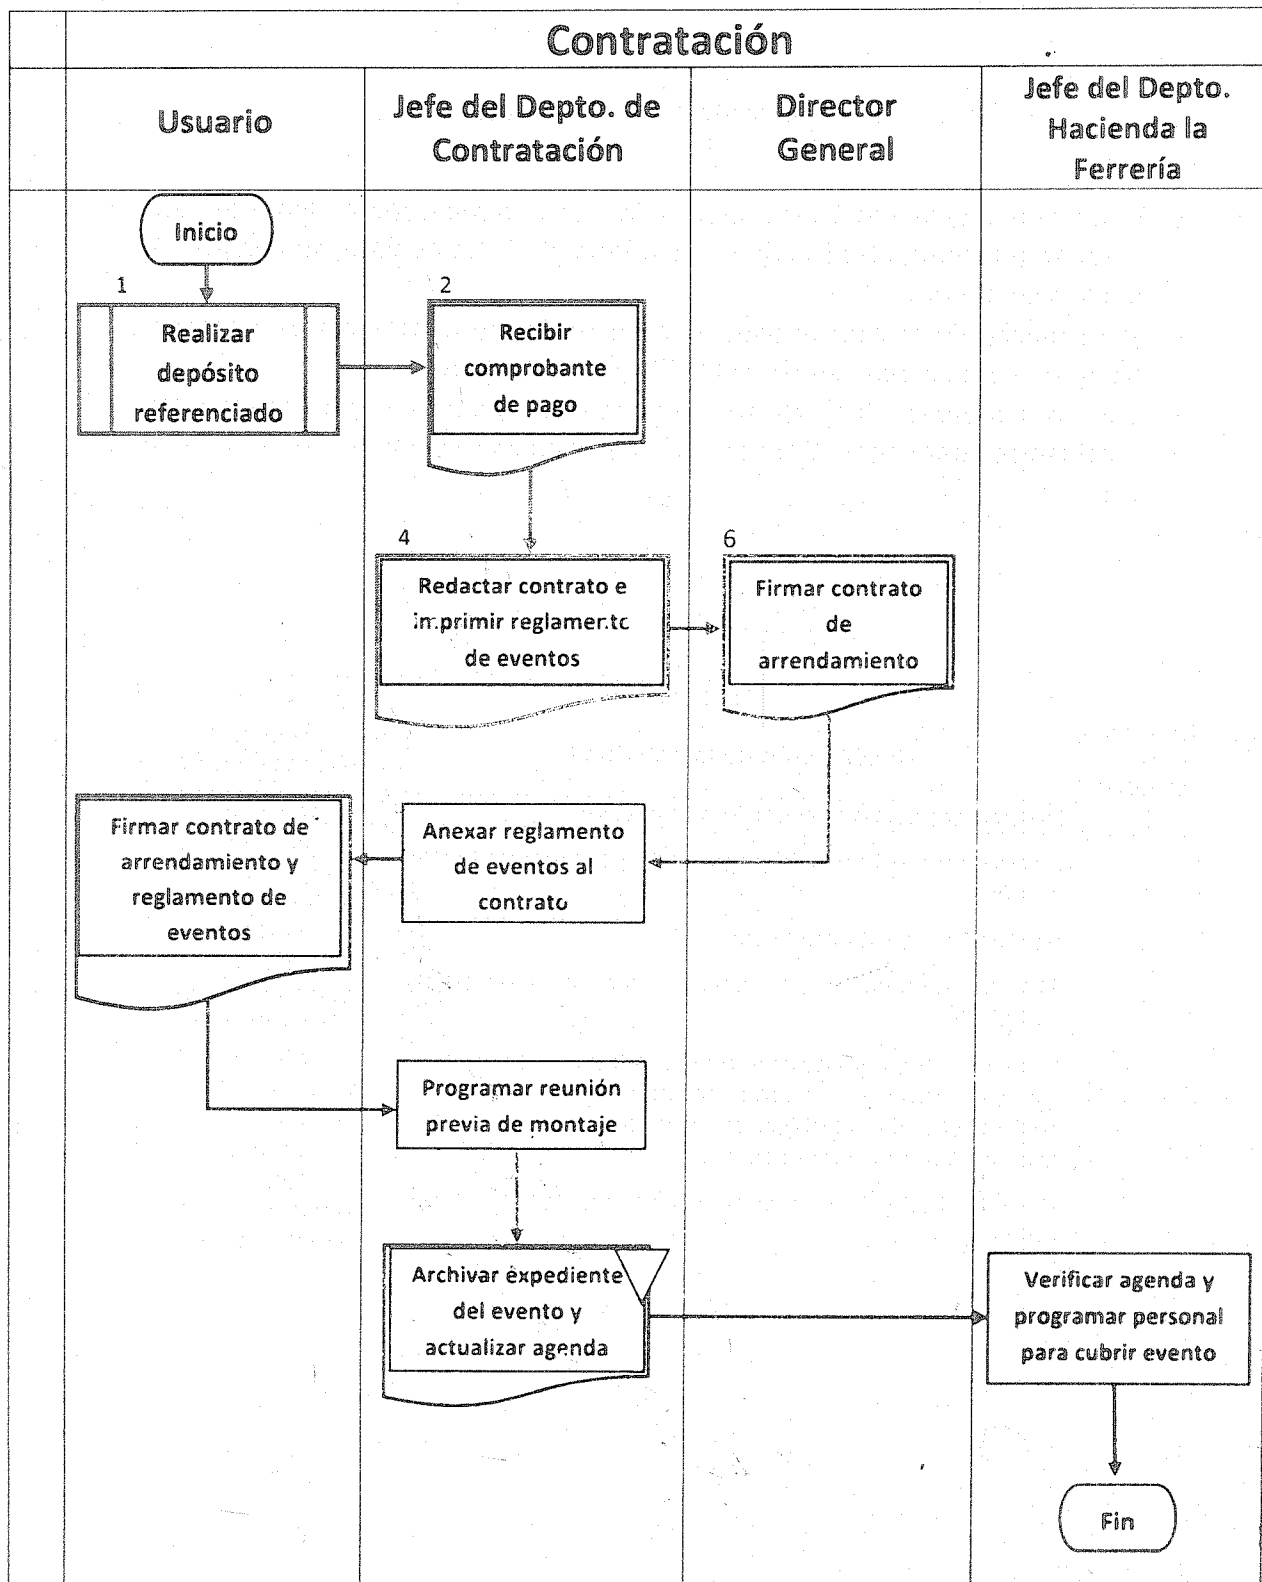 Contratación
Usuario
Jefe del Depto. de
Contratación
Director
General
Jefe del Depto.
Hacienda la
Ferrería
Inicio
1
Realizar
depósito
referenciado
2
Recibir
comprobante
de pago
4
Redactar contrato e
imprimir reglamento
de eventos
6
Firmar contrato
de
arrendamiento
Firmar contrato de
arrendamiento y
reglamento de
eventos
Anexar reglamento
de eventos al
contrato
Programar reunión
previa de montaje
Archivar expediente
del evento y
actualizar agenda
Verificar agenda y
programar personal
para cubrir evento
Fin